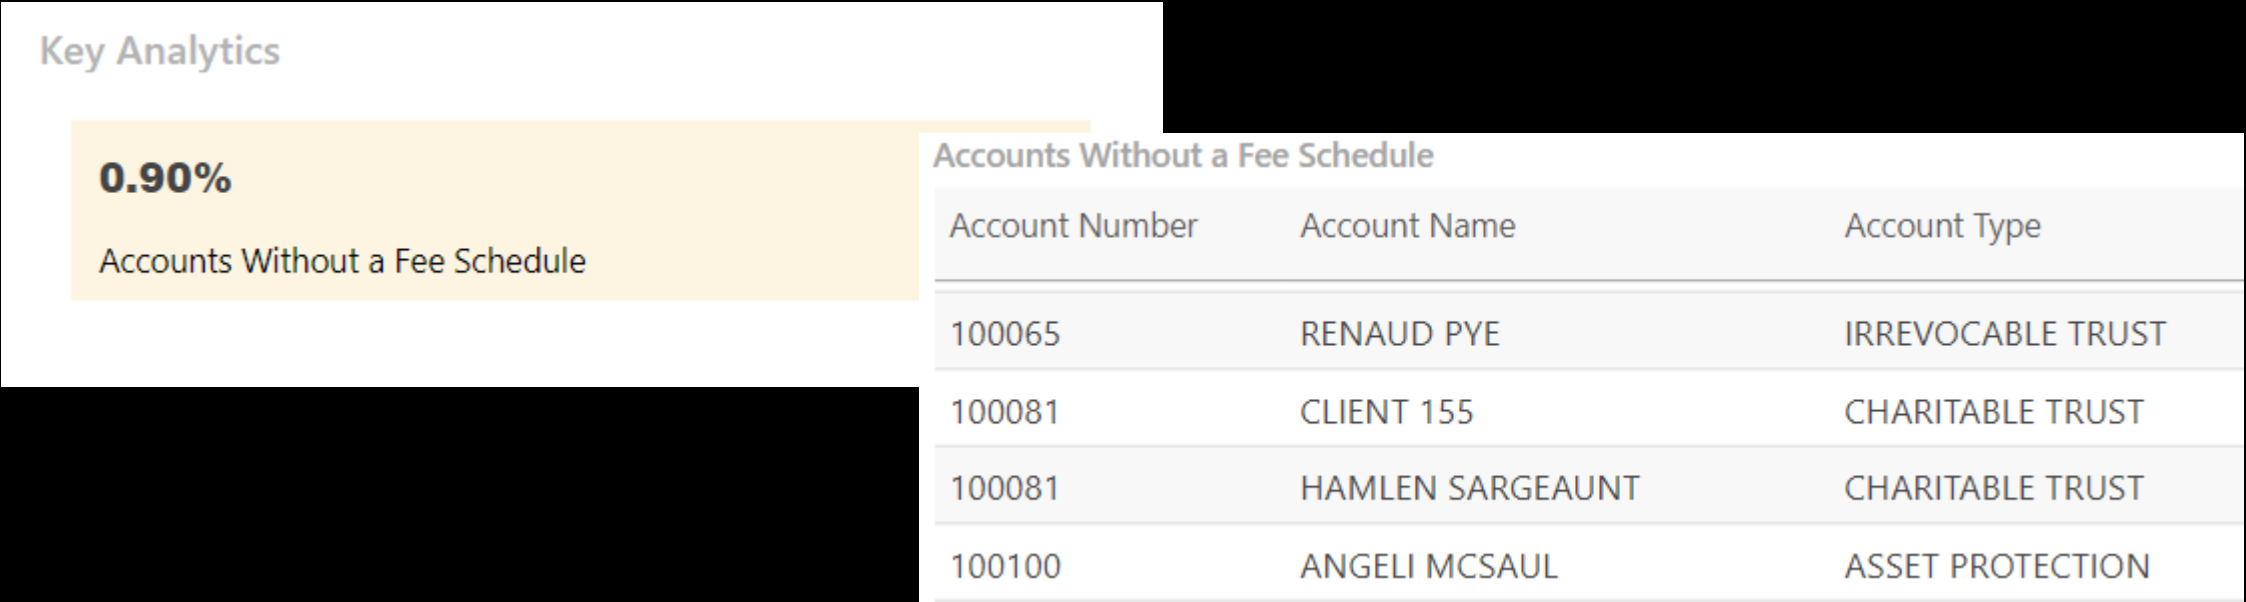 Key Analytics
0.90%
Accounts Without a Fee Schedule
Accounts Without a Fee Schedule
Account Number Account Name Account Type
100065 RENAUD PYE IRREVOCABLE TRUST
100081 CLIENT 155 CHARITABLE TRUST
100081 HAMLEN SARGEAUNT CHARITABLE TRUST
100100 ANGELI MCSAUL ASSET PROTECTION